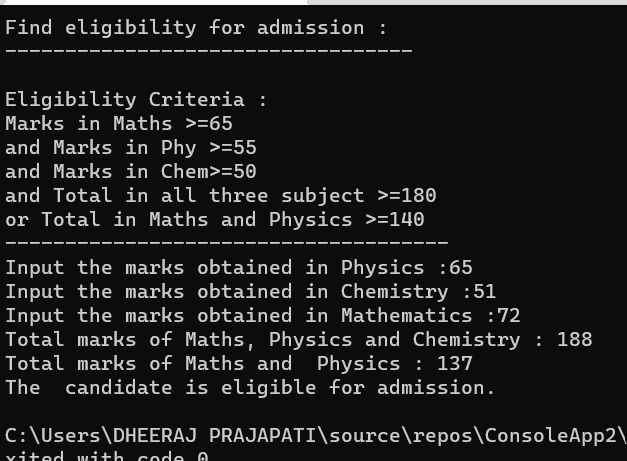 Find eligibility for admission :
----------------------------------
Eligibility Criteria :
Marks in Maths >=65
and Marks in Phy >=55
and Marks in Chem>=50
and Total in all three subject >=180
or Total in Maths and Physics >=140
-------------------------------------
Input the marks obtained in Physics :65
Input the marks obtained in Chemistry :51
Input the marks obtained in Mathematics :72
Total marks of Maths, Physics and Chemistry : 188
Total marks of Maths and  Physics : 137
The  candidate is eligible for admission.
C:\Users\DHEERAJ PRAJAPATI\source\repos\ConsoleApp2\
xited with code 0